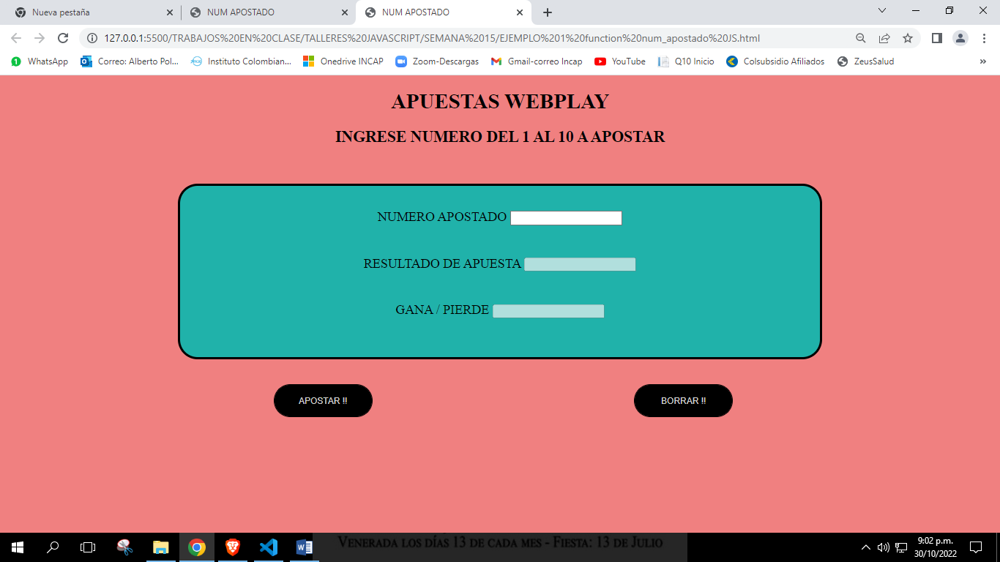 Nueva pestaña
NUM APOSTADO
NUM APOSTADO
127.0.0.1:5500/TRABAJOS%20EN%20CLASE/TALLERES%20JAVASCRIPT/SEMANA%2015/EJEMPLO%201%20function%20num_apostado%20JS.html
WhatsApp
Correo: Alberto Pol...
Instituto Colombian...
Onedrive INCAP
Zoom-Descargas
Gmail-correo Incap
YouTube
Q10 Inicio
Colsubsidio Afiliados
ZeusSalud
»
APUESTAS WEBPLAY
INGRESE NUMERO DEL 1 AL 10 A APOSTAR
NUMERO APOSTADO
RESULTADO DE APUESTA
GANA / PIERDE
APOSTAR !!
BORRAR !!
Venerada los días 13 de cada mes - Fiesta: 13 de Julio
9:02 p.m.
30/10/2022